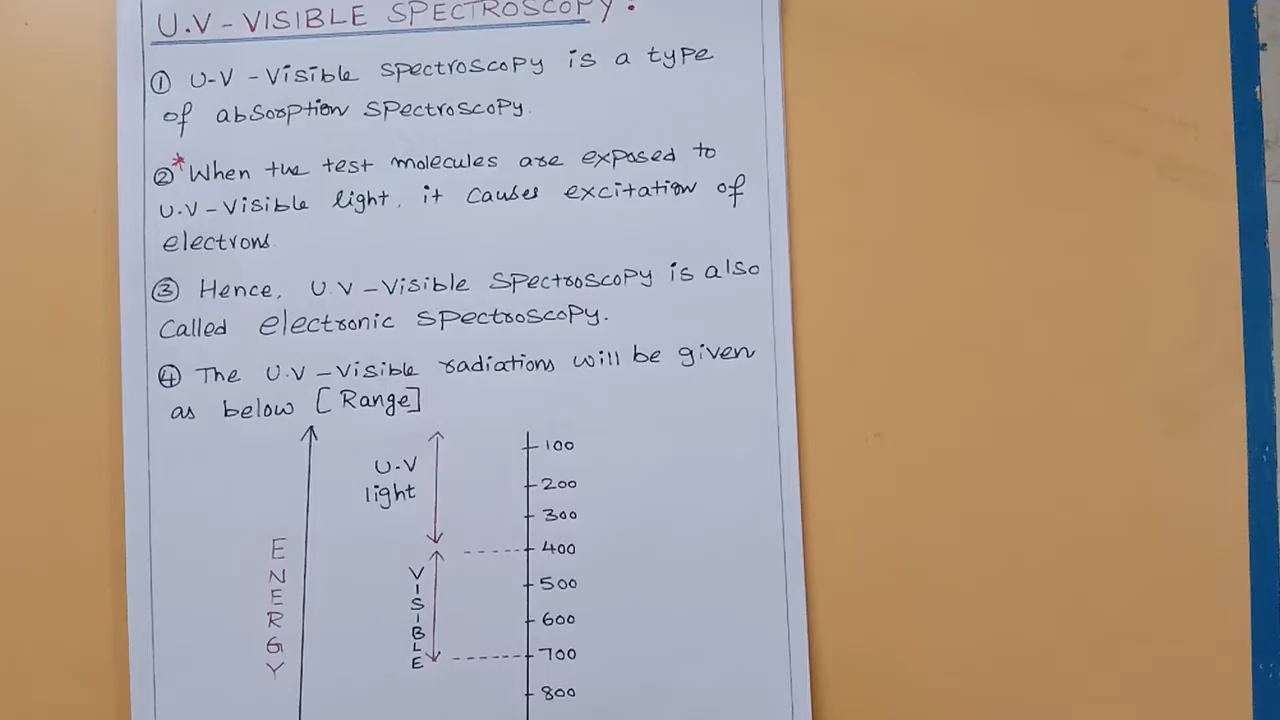 U.V - VISIBLE SPECTROSCOPY:
① U-V - Visible spectroscopy is a type
of absorption spectroscopy.
②* When the test molecules are exposed to
U.V - Visible light, it causes excitation of
electrons.
③ Hence, U.V - Visible spectroscopy is also
called electronic spectroscopy.
④ The U.V - Visible radiations will be given
as below [Range]
ENERGY
U-V
light
VISIBLE
100
200
300
400
500
600
700
800